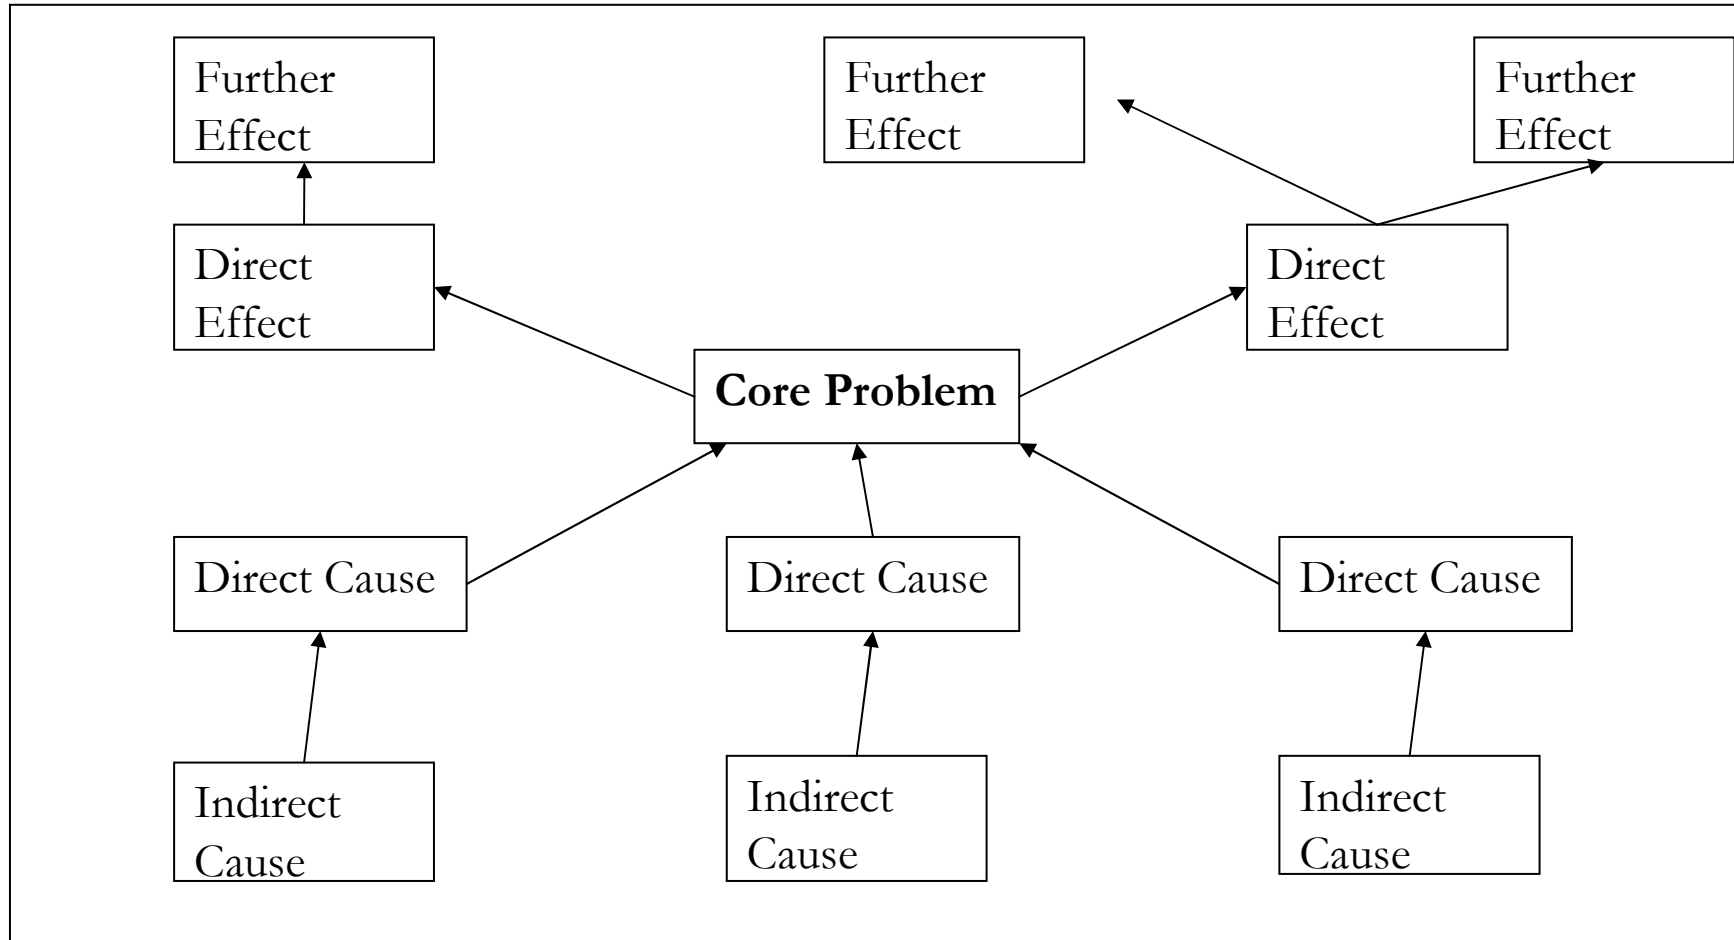 Further
Effect
Further
Effect
Further
Effect
Direct
Effect
Direct
Effect
Core Problem
Direct Cause
Direct Cause
Direct Cause
Indirect
Cause
Indirect
Cause
Indirect
Cause